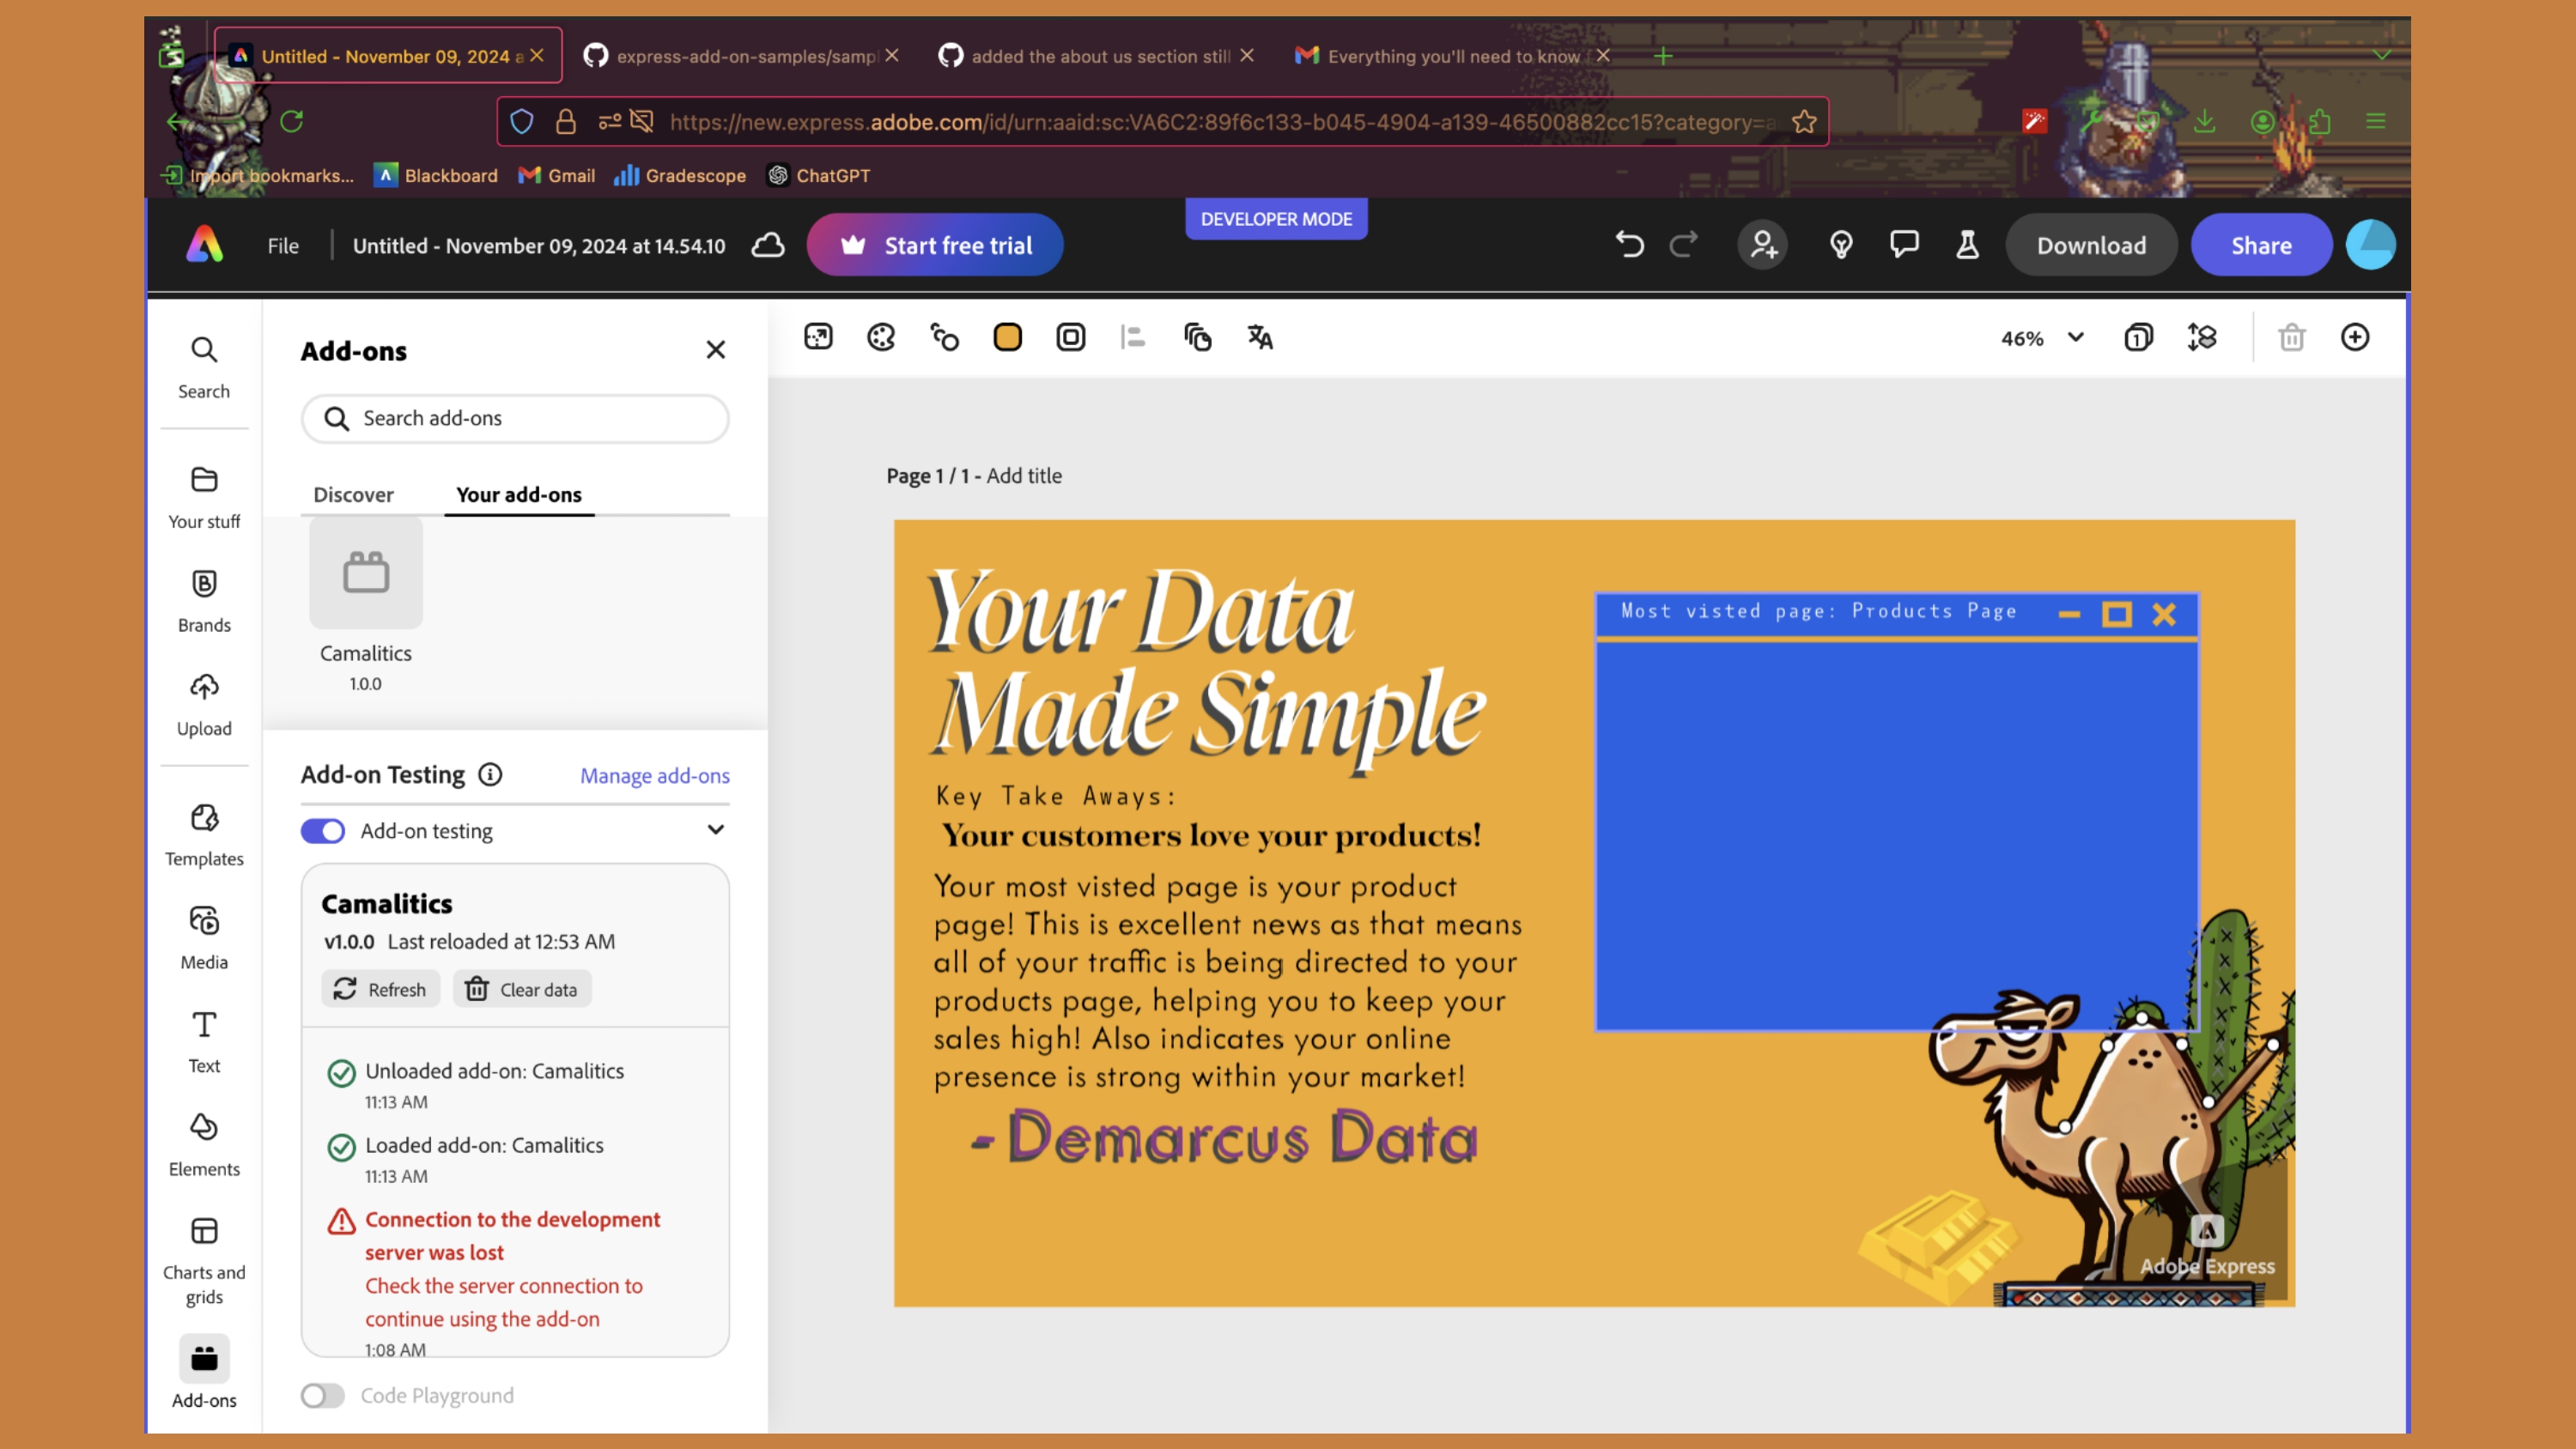 Untitled - November 09, 2024 a
express-add-on-samples/sampl
added the about us section still
Everything you'll need to know f
https://new.express.adobe.com/id/urn:aaid:sc:VA6C2:89f6c133-b045-4904-a139-46500882cc15?category=a
Import bookmarks...
Blackboard
Gmail
Gradescope
ChatGPT
File
Untitled - November 09, 2024 at 14.54.10
Start free trial
DEVELOPER MODE
Download
Share
Search
Your stuff
Brands
Upload
Templates
Media
Text
Elements
Charts and
grids
Add-ons
Add-ons
Search add-ons
Discover
Your add-ons
Camalitics
1.0.0
Add-on Testing
Manage add-ons
Add-on testing
Camalitics
v1.0.0 Last reloaded at 12:53 AM
Refresh
Clear data
Unloaded add-on: Camalitics
11:13 AM
Loaded add-on: Camalitics
11:13 AM
Connection to the development
server was lost
Check the server connection to
continue using the add-on
1:08 AM
Code Playground
46%
1
Page 1 / 1 - Add title
Your Data
Made Simple
Key Take Aways:
Your customers love your products!
Your most visted page is your product
page! This is excellent news as that means
all of your traffic is being directed to your
products page, helping you to keep your
sales high! Also indicates your online
presence is strong within your market!
- Demarcus Data
Most visted page: Products Page
Adobe Express